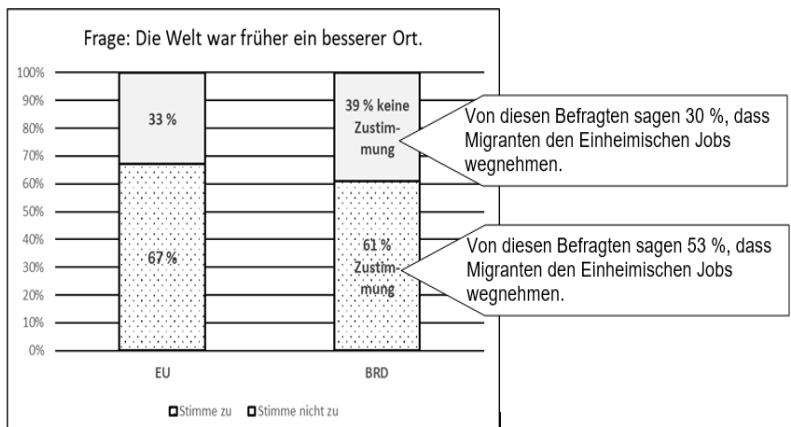 Frage: Die Welt war früher ein besserer Ort.
100%
90%
80%
70%
60%
50%
40%
30%
20%
10%
0%
33 %
67 %
39 % keine
Zustim-
mung
61 %
Zustim-
mung
EU
BRD
Stimme zu
Stimme nicht zu
Von diesen Befragten sagen 30 %, dass
Migranten den Einheimischen Jobs
wegnehmen.
Von diesen Befragten sagen 53 %, dass
Migranten den Einheimischen Jobs
wegnehmen.